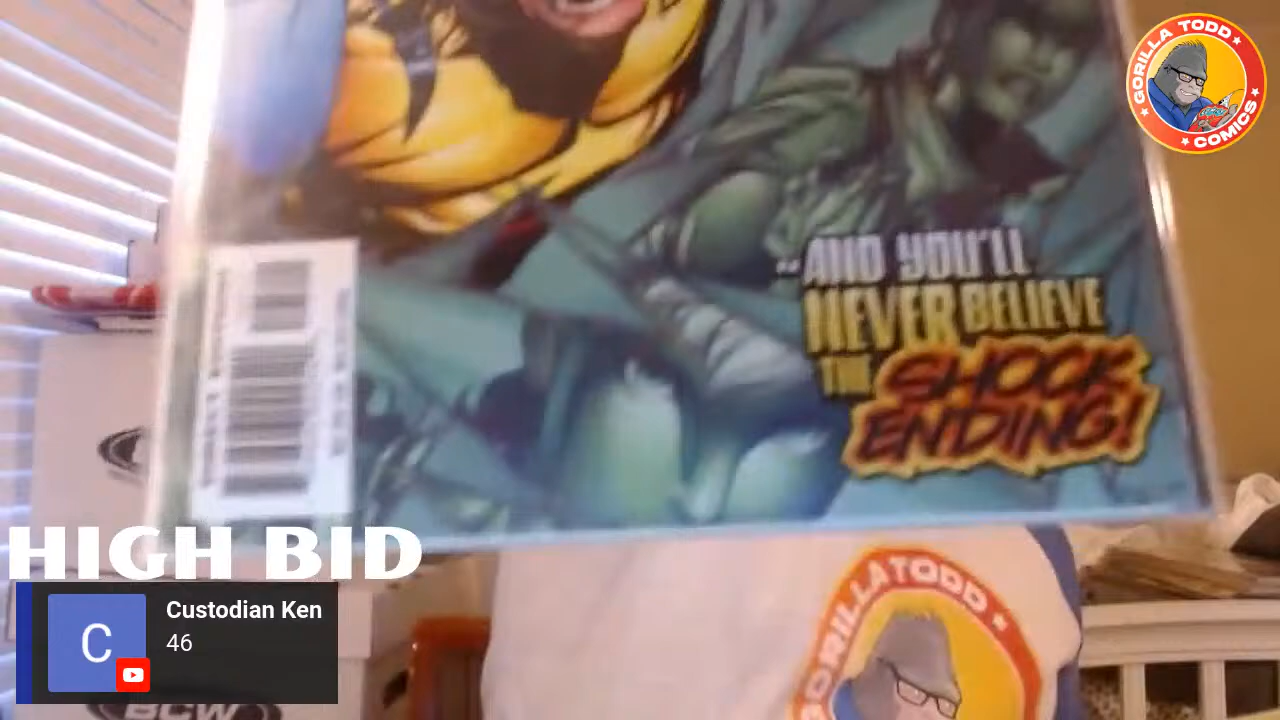 GORILLA TODD
COMICS
--AND YOU'LL
NEVER BELIEVE
THE SHOCK
ENDING!
HIGH BID
C
Custodian Ken
46
GORILLA TODD
BCW